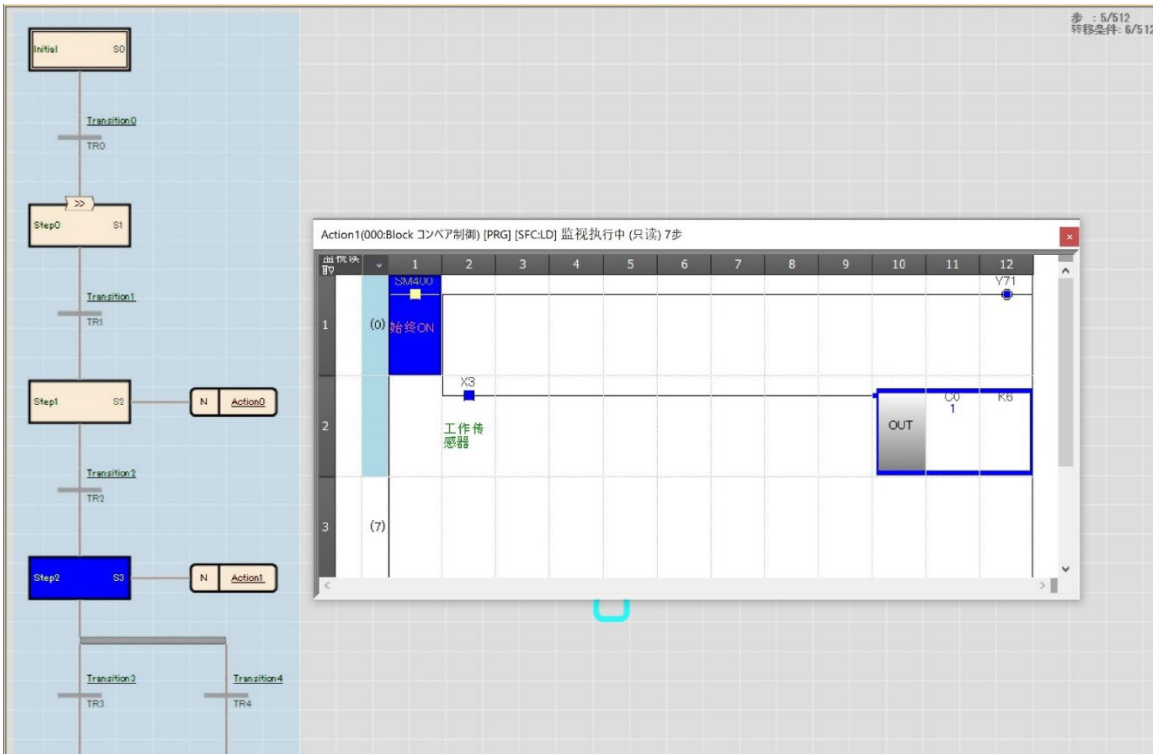 步 : 5/512
转移条件: 6/512
Initial S0
Transition0
TR0
>>
Step0 S1
Transition1
TR1
Step1 S2
N Action0
Transition2
TR2
Step2 S3
N Action1
Transition3
TR3
Transition4
TR4
Action1(000:Block コンベア制御) [PRG] [SFC:LD] 监视执行中 (只读) 7步
监视读取 1 2 3 4 5 6 7 8 9 10 11 12
SM400 Y71
1 (0) 始终ON
X3 C0 K6
1
2 OUT
工作传
感器
3 (7)